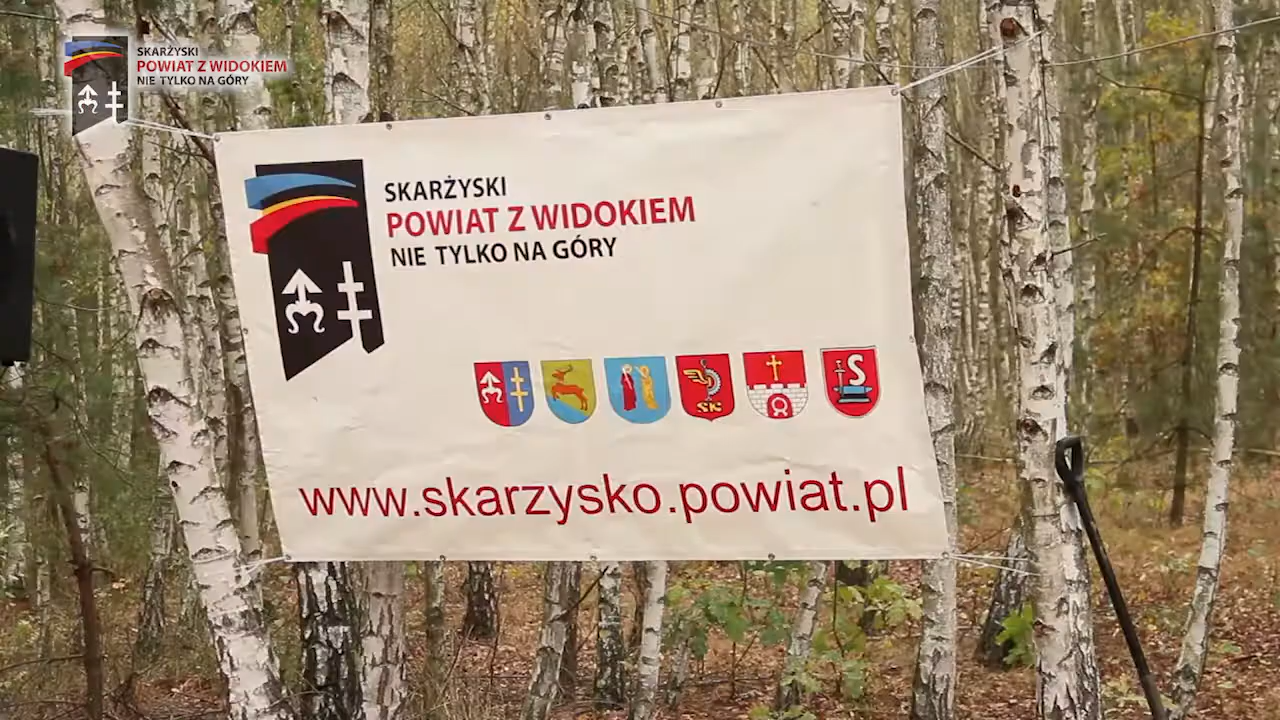 SKARŻYSKI
POWIAT Z WIDOKIEM
NIE TYLKO NA GÓRY
SKARŻYSKI
POWIAT Z WIDOKIEM
NIE TYLKO NA GÓRY
SK
S
www.skarzysko.powiat.pl